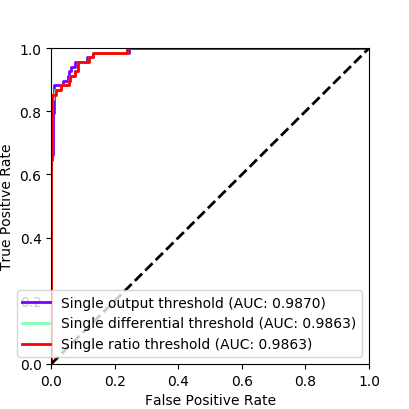 1.0
0.8
0.6
0.4
0.2
0.0
True Positive Rate
Single output threshold (AUC: 0.9870)
Single differential threshold (AUC: 0.9863)
Single ratio threshold (AUC: 0.9863)
0.0 0.2 0.4 0.6 0.8 1.0
False Positive Rate